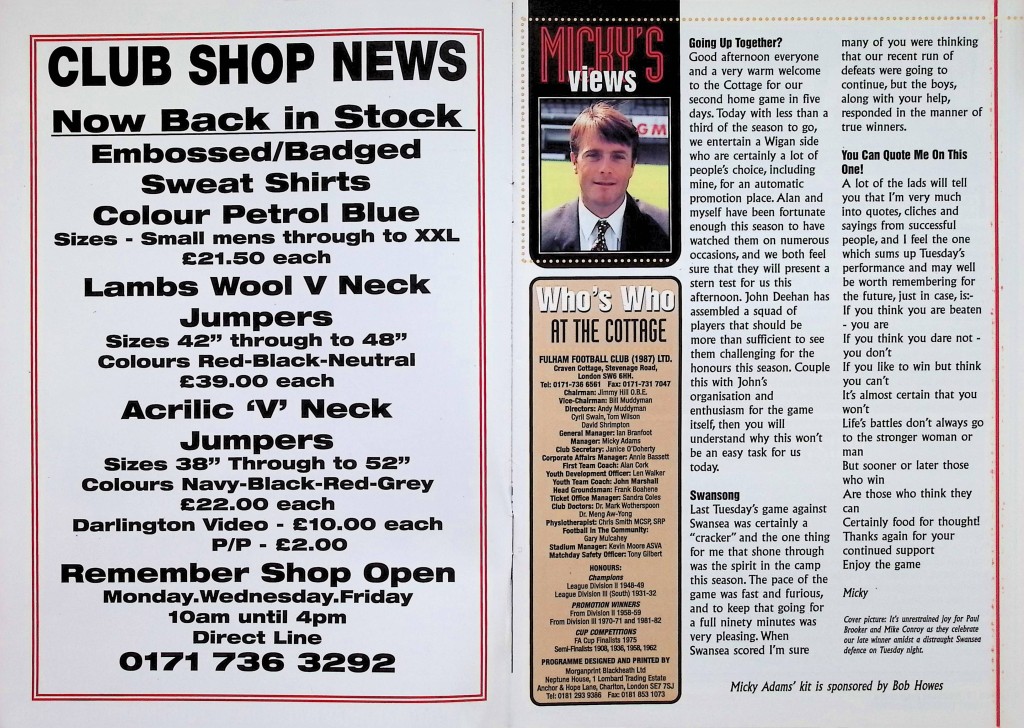 CLUB SHOP NEWS
Now Back in Stock
Embossed/Badged
Sweat Shirts
Colour Petrol Blue
Sizes - Small mens through to XXL
£21.50 each
Lambs Wool V Neck
Jumpers
Sizes 42” through to 48”
Colours Red-Black-Neutral
£39.00 each
Acrilic ‘V’ Neck
Jumpers
Sizes 38” Through to 52”
Colours Navy-Black-Red-Grey
£22.00 each
Darlington Video - £10.00 each
P/P - £2.00
Remember Shop Open
Monday.Wednesday.Friday
10am until 4pm
Direct Line
0171 736 3292
MICKY'S
views
GM
Who's Who
AT THE COTTAGE
FULHAM FOOTBALL CLUB (1987) LTD.
Craven Cottage, Stevenage Road,
London SW6 6HH.
Tel: 0171-736 6561 Fax: 0171-731 7047
Chairman: Jimmy Hill O.B.E.
Vice-Chairman: Bill Muddyman
Directors: Andy Muddyman
Cyril Swain, Tom Wilson
David Shrimpton
General Manager: Ian Branfoot
Manager: Micky Adams
Club Secretary: Janice O'Doherty
Corporate Affairs Manager: Annie Bassett
First Team Coach: Alan Cork
Youth Development Officer: Len Walker
Youth Team Coach: John Marshall
Head Groundsman: Frank Boahene
Ticket Office Manager: Sandra Coles
Club Doctors: Dr. Mark Wotherspoon
Dr. Meng Aw-Yong
Physiotherapist: Chris Smith MCSP, SRP
Football In The Community:
Gary Mulcahey
Stadium Manager: Kevin Moore ASVA
Matchday Safety Officer: Tony Gilbert
HONOURS:
Champions
League Division II 1948-49
League Division III (South) 1931-32
PROMOTION WINNERS
From Division II 1958-59
From Division III 1970-71 and 1981-82
CUP COMPETITIONS
FA Cup Finalists 1975
Semi-Finalists 1908, 1936, 1958, 1962
PROGRAMME DESIGNED AND PRINTED BY
Morganprint Blackheath Ltd
Neptune House, 1 Lombard Trading Estate
Anchor & Hope Lane, Charlton, London SE7 7SJ
Tel: 0181 293 9386 Fax: 0181 853 1073
Going Up Together?
Good afternoon everyone
and a very warm welcome
to the Cottage for our
second home game in five
days. Today with less than a
third of the season to go,
we entertain a Wigan side
who are certainly a lot of
people's choice, including
mine, for an automatic
promotion place. Alan and
myself have been fortunate
enough this season to have
watched them on numerous
occasions, and we both feel
sure that they will present a
stern test for us this
afternoon. John Deehan has
assembled a squad of
players that should be
more than sufficient to see
them challenging for the
honours this season. Couple
this with John's
organisation and
enthusiasm for the game
itself, then you will
understand why this won't
be an easy task for us
today.
Swansong
Last Tuesday's game against
Swansea was certainly a
“cracker” and the one thing
for me that shone through
was the spirit in the camp
this season. The pace of the
game was fast and furious,
and to keep that going for
a full ninety minutes was
very pleasing. When
Swansea scored I'm sure
many of you were thinking
that our recent run of
defeats were going to
continue, but the boys,
along with your help,
responded in the manner of
true winners.
You Can Quote Me On This
One!
A lot of the lads will tell
you that I'm very much
into quotes, cliches and
sayings from successful
people, and I feel the one
which sums up Tuesday's
performance and may well
be worth remembering for
the future, just in case, is:-
If you think you are beaten
- you are
If you think you dare not -
you don't
If you like to win but think
you can't
It's almost certain that you
won't
Life's battles don't always go
to the stronger woman or
man
But sooner or later those
who win
Are those who think they
can
Certainly food for thought!
Thanks again for your
continued support
Enjoy the game
Micky
Cover picture: It's unrestrained joy for Paul
Brooker and Mike Conroy as they celebrate
our late winner amidst a distraught Swansea
defence on Tuesday night.
Micky Adams' kit is sponsored by Bob Howes